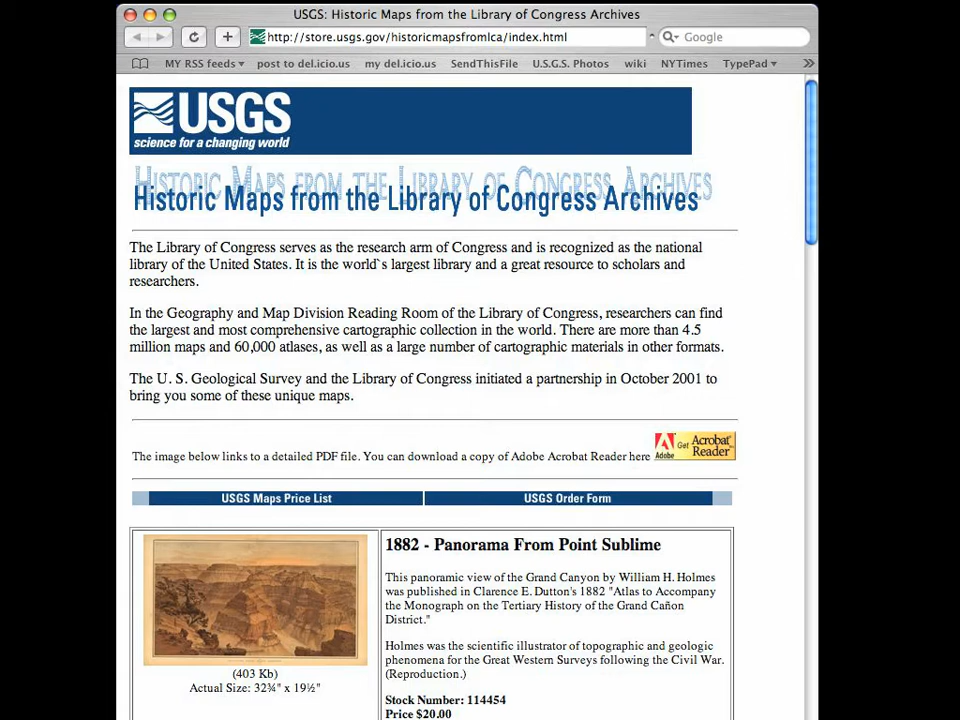 USGS: Historic Maps from the Library of Congress Archives
http://store.usgs.gov/historicmapsfromlca/index.html
Google
MY RSS feeds
post to del.icio.us
my del.icio.us
SendThisFile
U.S.G.S. Photos
wiki
NYTimes
TypePad
USGS
science for a changing world
Historic Maps from the Library of Congress Archives
Historic Maps from the Library of Congress Archives
The Library of Congress serves as the research arm of Congress and is recognized as the national
library of the United States. It is the world`s largest library and a great resource to scholars and
researchers.
In the Geography and Map Division Reading Room of the Library of Congress, researchers can find
the largest and most comprehensive cartographic collection in the world. There are more than 4.5
million maps and 60,000 atlases, as well as a large number of cartographic materials in other formats.
The U. S. Geological Survey and the Library of Congress initiated a partnership in October 2001 to
bring you some of these unique maps.
The image below links to a detailed PDF file. You can download a copy of Adobe Acrobat Reader here
Adobe
Get Acrobat
Reader
USGS Maps Price List
USGS Order Form
(403 Kb)
Actual Size: 32¾" x 19½"
1882 - Panorama From Point Sublime
This panoramic view of the Grand Canyon by William H. Holmes
was published in Clarence E. Dutton's 1882 "Atlas to Accompany
the Monograph on the Tertiary History of the Grand Cañon
District."
Holmes was the scientific illustrator of topographic and geologic
phenomena for the Great Western Surveys following the Civil War.
(Reproduction.)
Stock Number: 114454
Price $20.00